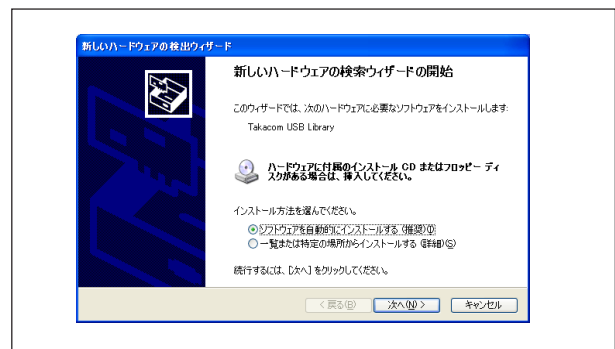 新しいハードウェアの検出ウィザード
新しいハードウェアの検索ウィザードの開始
このウィザードでは、次のハードウェアに必要なソフトウェアをインストールします:
Takacom USB Library
ハードウェアに付属のインストール CD またはフロッピー ディ
スクがある場合は、挿入してください。
インストール方法を選んでください。
ソフトウェアを自動的にインストールする (推奨)(I)
一覧または特定の場所からインストールする (詳細)(S)
続行するには、[次へ] をクリックしてください。
< 戻る(B)
次へ(N) >
キャンセル